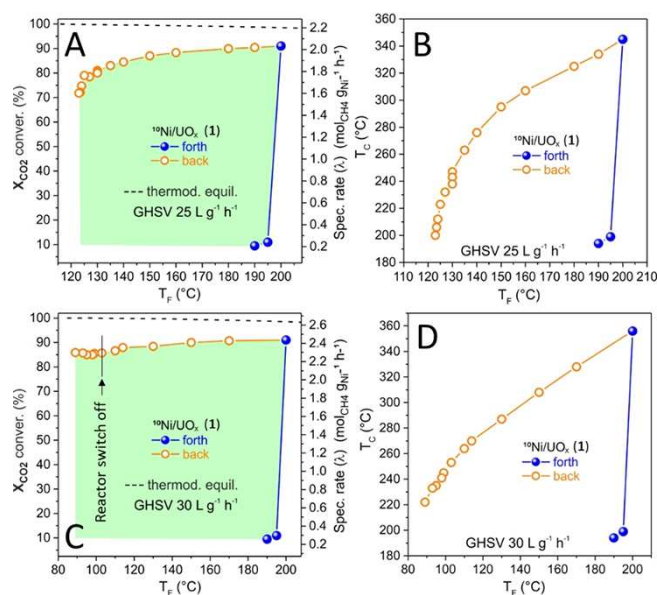 A
X_CO2 conver. (%)
100
90
80
70
60
50
40
30
20
10
¹⁰Ni/UOₓ (1)
forth
back
thermod. equil.
GHSV 25 L g⁻¹ h⁻¹
2.2
2.0
1.8
1.6
1.4
1.2
1.0
0.8
0.6
0.4
0.2
Spec. rate (λ) (mol_CH4 g_Ni⁻¹ h⁻¹)
120 130 140 150 160 170 180 190 200
T_F (°C)
B
T_C (°C)
380
360
340
320
300
280
260
240
220
200
180
¹⁰Ni/UOₓ (1)
forth
back
GHSV 25 L g⁻¹ h⁻¹
110 120 130 140 150 160 170 180 190 200 210
T_F (°C)
C
X_CO2 conver. (%)
100
90
80
70
60
50
40
30
20
10
Reactor switch off
¹⁰Ni/UOₓ (1)
forth
back
thermod. equil.
GHSV 30 L g⁻¹ h⁻¹
2.6
2.4
2.2
2.0
1.8
1.6
1.4
1.2
1.0
0.8
0.6
0.4
0.2
Spec. rate (λ) (mol_CH4 g_Ni⁻¹ h⁻¹)
80 100 120 140 160 180 200
T_F (°C)
D
T_C (°C)
360
340
320
300
280
260
240
220
200
180
¹⁰Ni/UOₓ (1)
forth
back
GHSV 30 L g⁻¹ h⁻¹
80 100 120 140 160 180 200
T_F (°C)